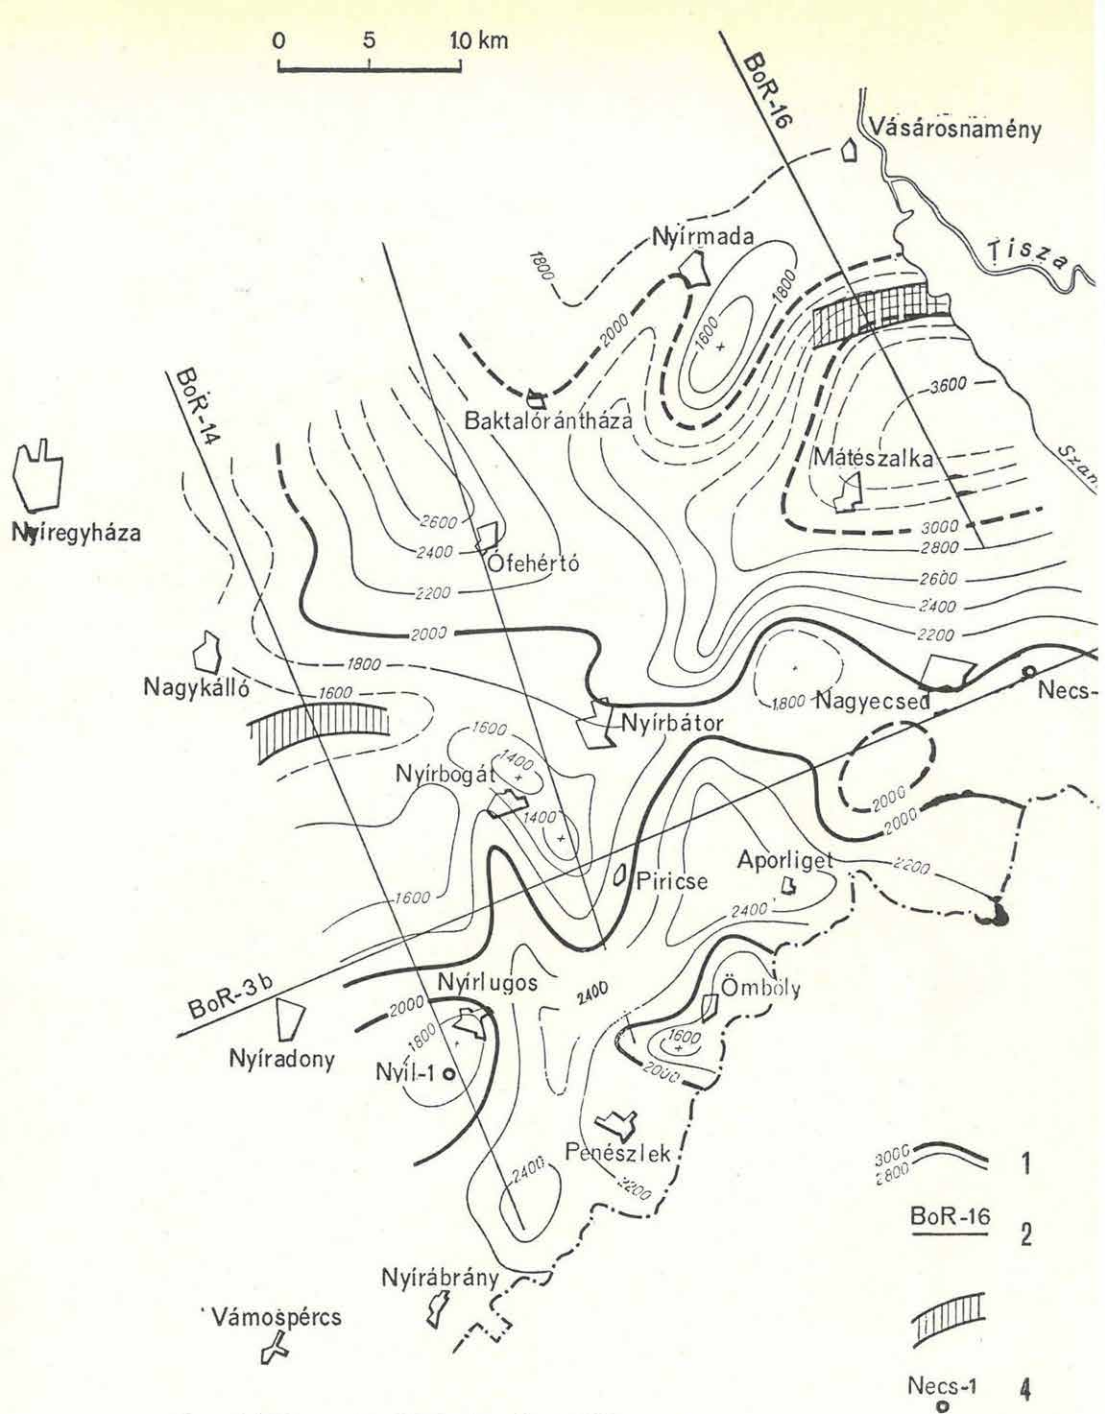 0 5 10 km
BoR-16
Vásárosnamény
Nyírmada
Tisza
1800
1800
2000
1600
BoR-14
3600
Baktalórántháza
Mátészalka
Szam
Nyíregyháza
2600
2400
Ófehértó
2200
3000
2800
2600
2400
2200
2000
Nagykálló
1800
1600
Nagyecsed
Necs-
1800
Nyírbátor
1600
1400
Nyírbogát
1400
2000
2000
Aporliget
2200
Piricse
1600
2400
BoR-3b
Nyírlugos
2400
Ömböly
2000
1800
1600
Nyíradony
Nyíl-1
2000
Penészlek
2400
2200
3000
2800
1
BoR-16
2
Nyírábrány
Vámospércs
Necs-1 4